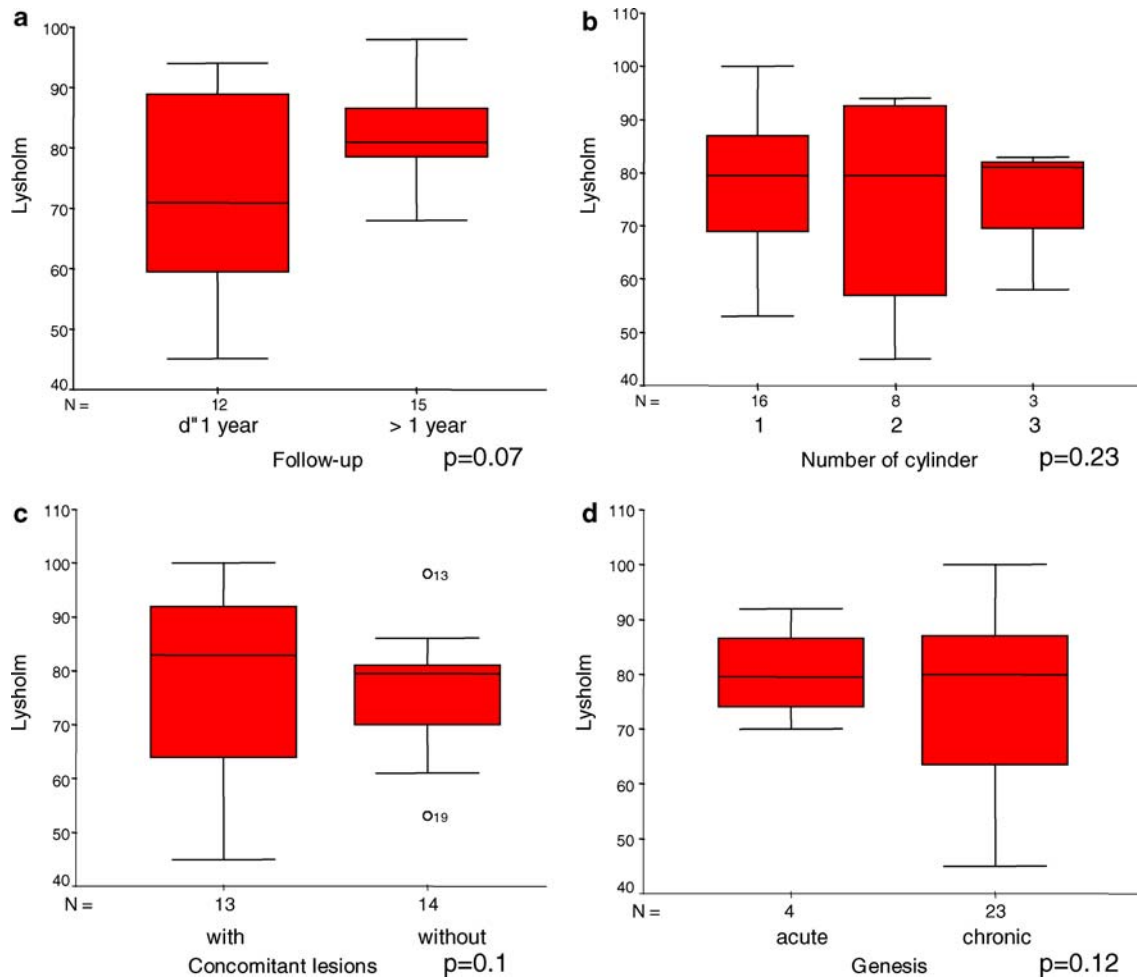 a
100
90
80
70
60
50
40
Lysholm
N = 12 15
d" 1 year > 1 year
Follow-up p=0.07
b
110
100
90
80
70
60
50
40
Lysholm
N = 16 8 3
1 2 3
Number of cylinder p=0.23
c
110
100
90
80
70
60
50
40
Lysholm
13
19
N = 13 14
with without
Concomitant lesions p=0.1
d
110
100
90
80
70
60
50
40
Lysholm
N = 4 23
acute chronic
Genesis p=0.12